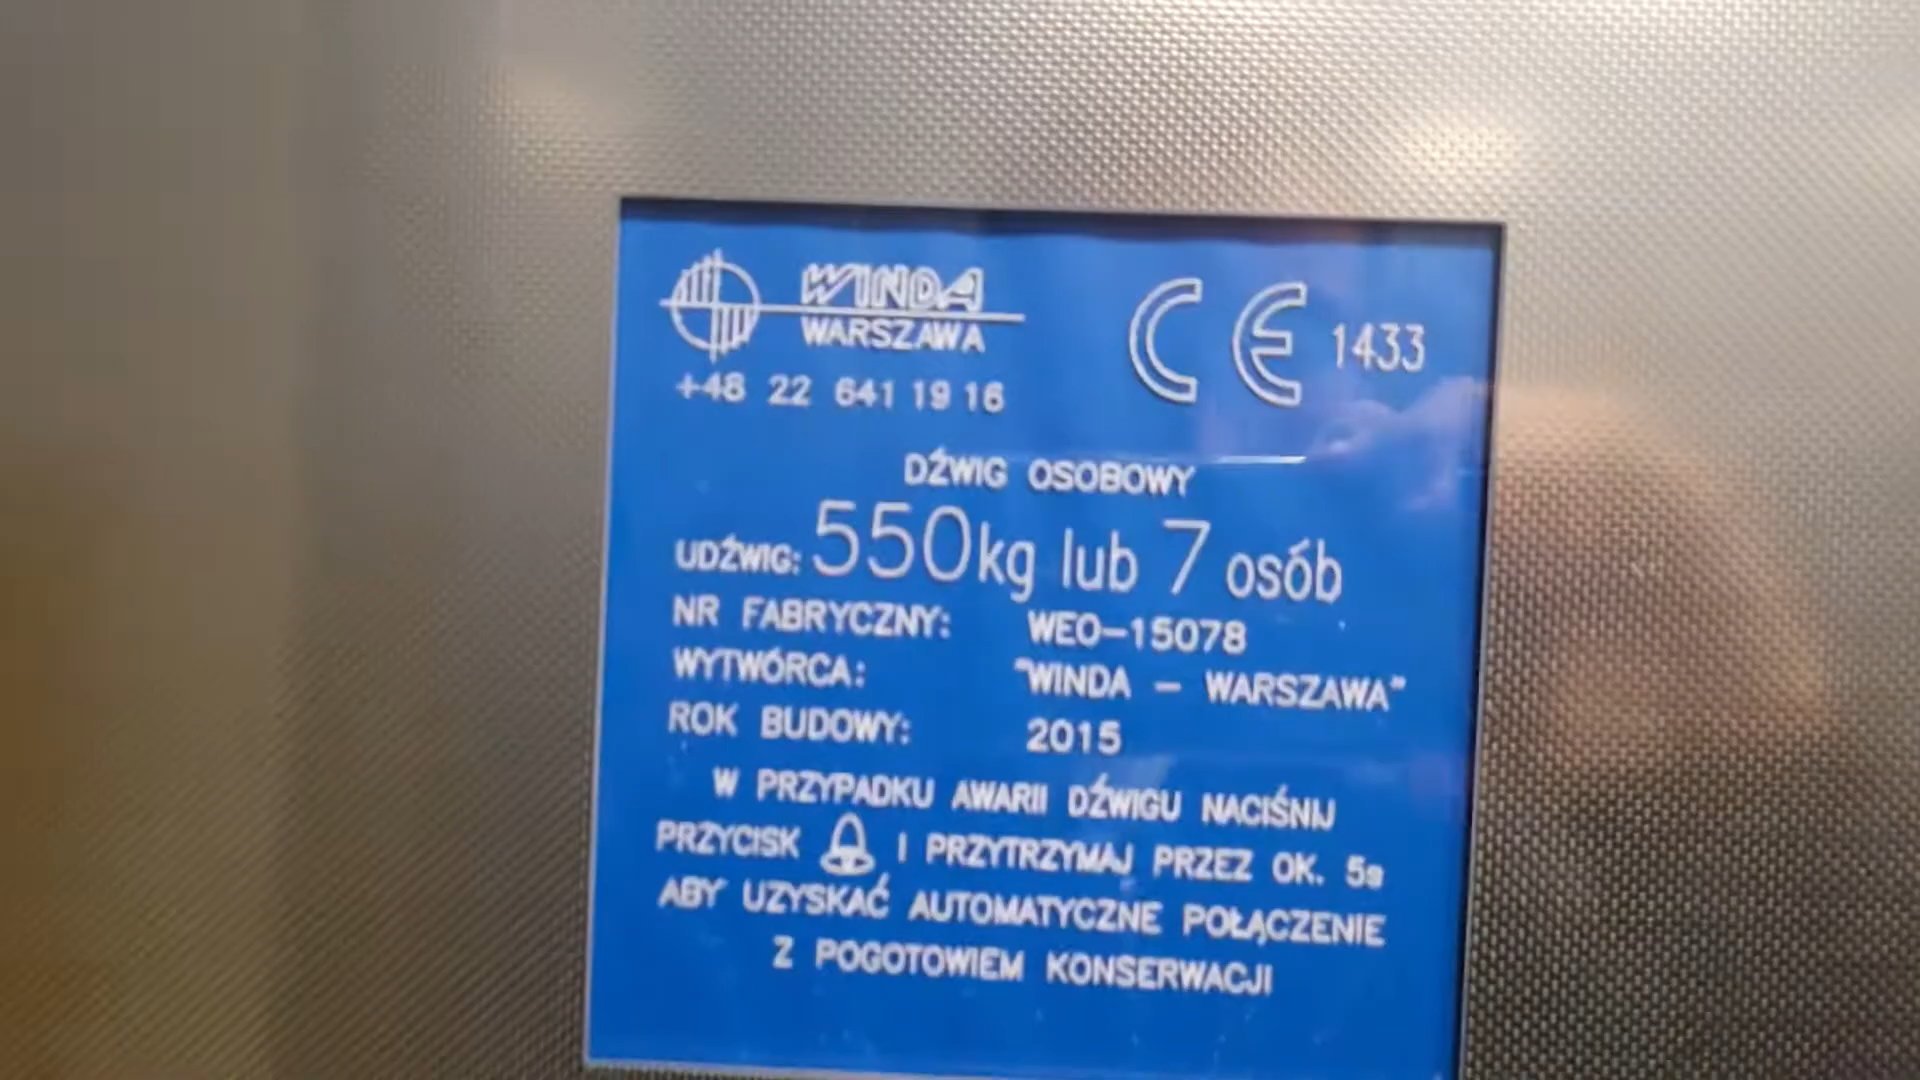 WINDA
WARSZAWA
+48 22 641 19 16
CE 1433
DŹWIG OSOBOWY
UDŹWIG: 550kg lub 7 osób
NR FABRYCZNY: WEO-15078
WYTWÓRCA: "WINDA - WARSZAWA"
ROK BUDOWY: 2015
W PRZYPADKU AWARII DŹWIGU NACIŚNIJ
PRZYCISK I PRZYTRZYMAJ PRZEZ OK. 5s
ABY UZYSKAĆ AUTOMATYCZNE POŁĄCZENIE
Z POGOTOWIEM KONSERWACJI